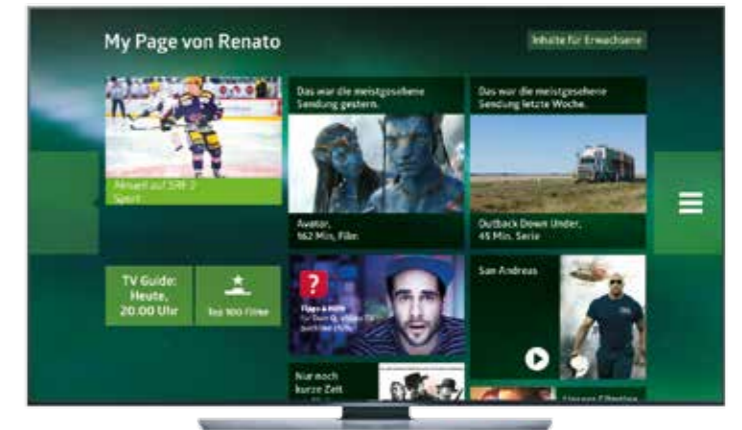 My Page von Renato
Inhalte für Erwachsene
Aktuell auf SRF 2
Sport
Das war die meistgesehene
Sendung gestern.
Avatar,
162 Min, Film
Das war die meistgesehene
Sendung letzte Woche.
Outback Down Under,
45 Min. Serie
TV Guide:
Heute,
20.00 Uhr
Top 100 Filme
?
San Andreas
Nur noch
kurze Zeit